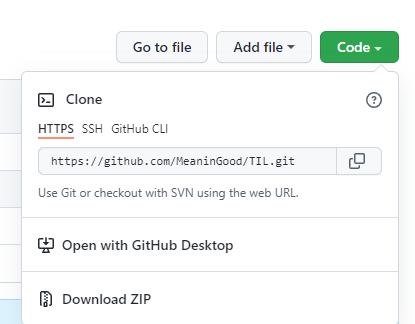 Go to file Add file Code
Clone
HTTPS SSH GitHub CLI
https://github.com/MeaninGood/TIL.git
Use Git or checkout with SVN using the web URL.
Open with GitHub Desktop
Download ZIP